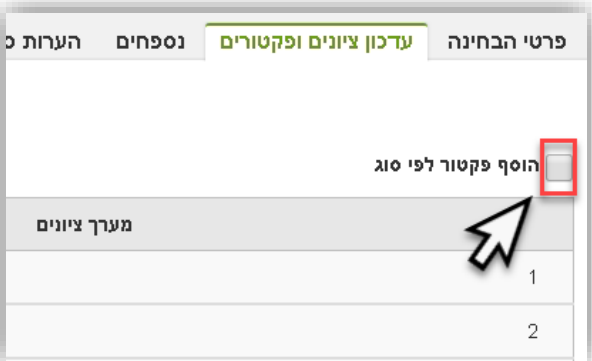 פרטי הבחינה עדכון ציונים ופקטורים נספחים הערות
הוסף פקטור לפי סוג
מערך ציונים
1
2